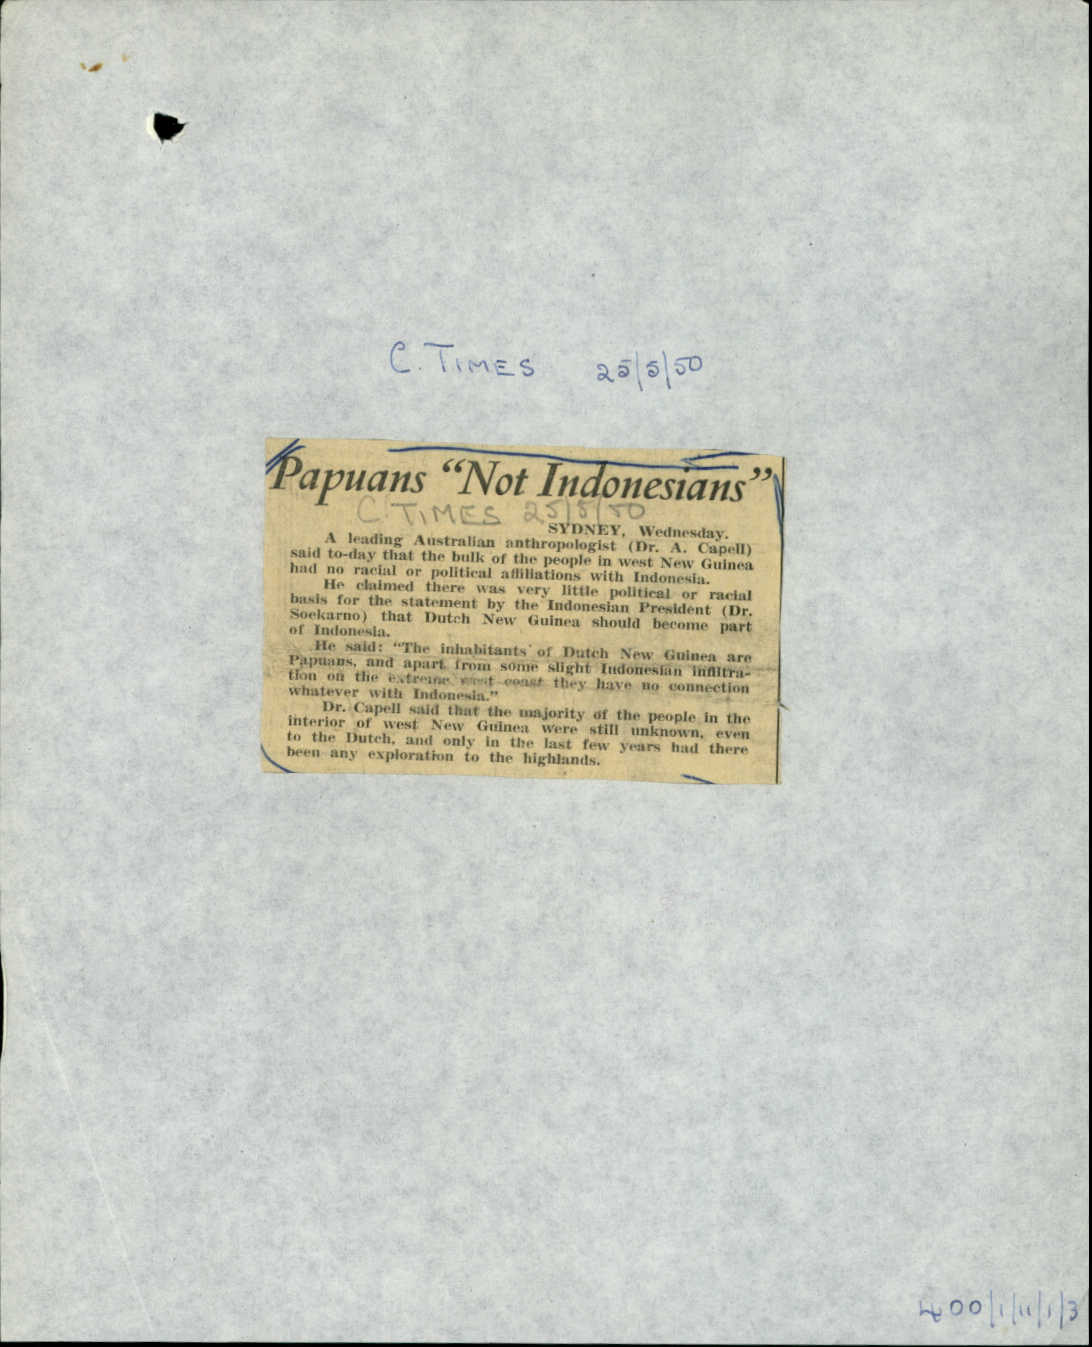 C. TIMES 25/5/50
Papuans "Not Indonesians"
C. TIMES 25/5/50
SYDNEY, Wednesday.
A leading Australian anthropologist (Dr. A. Capell)
said to-day that the bulk of the people in west New Guinea
had no racial or political affiliations with Indonesia.
He claimed there was very little political or racial
basis for the statement by the Indonesian President (Dr.
Soekarno) that Dutch New Guinea should become part
of Indonesia.
He said: "The inhabitants of Dutch New Guinea are
Papuans, and apart from some slight Indonesian infiltra-
tion on the extreme west coast they have no connection
whatever with Indonesia."
Dr. Capell said that the majority of the people in the
interior of west New Guinea were still unknown, even
to the Dutch, and only in the last few years had there
been any exploration to the highlands.
400/1/11/1/3